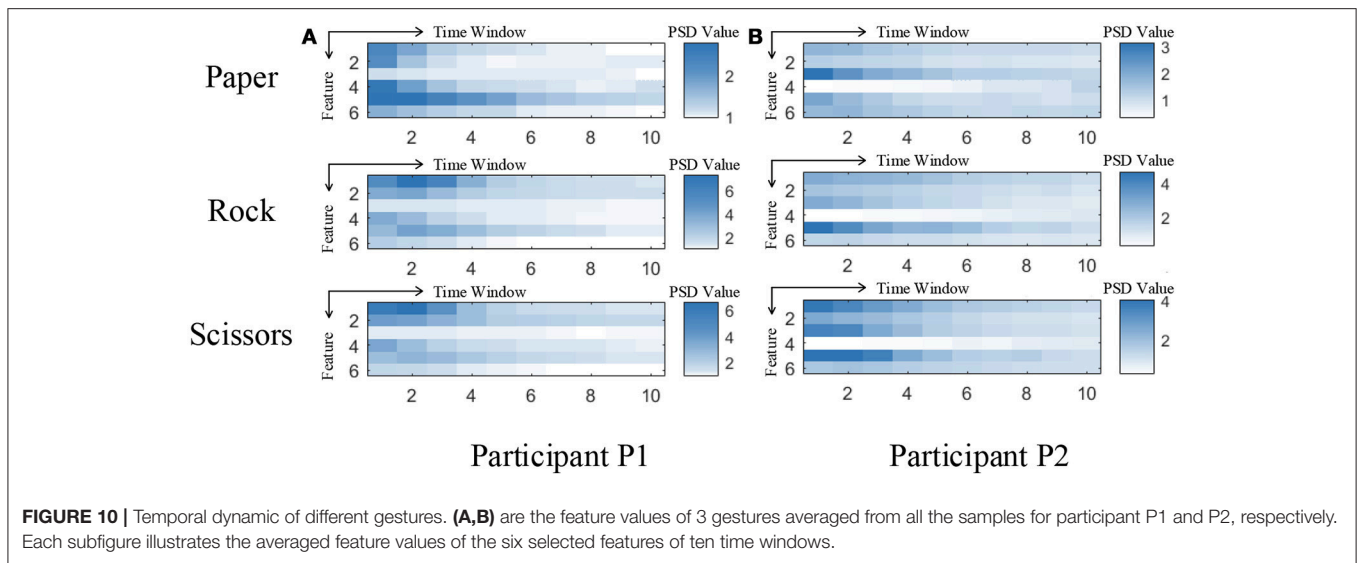 A Time Window PSD Value B Time Window PSD Value
Paper Feature 2 4 6 2 1 Feature 2 4 6 3 2 1
2 4 6 8 10 2 4 6 8 10
Time Window PSD Value Time Window PSD Value
Rock Feature 2 4 6 6 4 2 Feature 2 4 6 4 2
2 4 6 8 10 2 4 6 8 10
Time Window PSD Value Time Window PSD Value
Scissors Feature 2 4 6 6 4 2 Feature 2 4 6 4 2
2 4 6 8 10 2 4 6 8 10
Participant P1 Participant P2
FIGURE 10 | Temporal dynamic of different gestures. (A,B) are the feature values of 3 gestures averaged from all the samples for participant P1 and P2, respectively.
Each subfigure illustrates the averaged feature values of the six selected features of ten time windows.